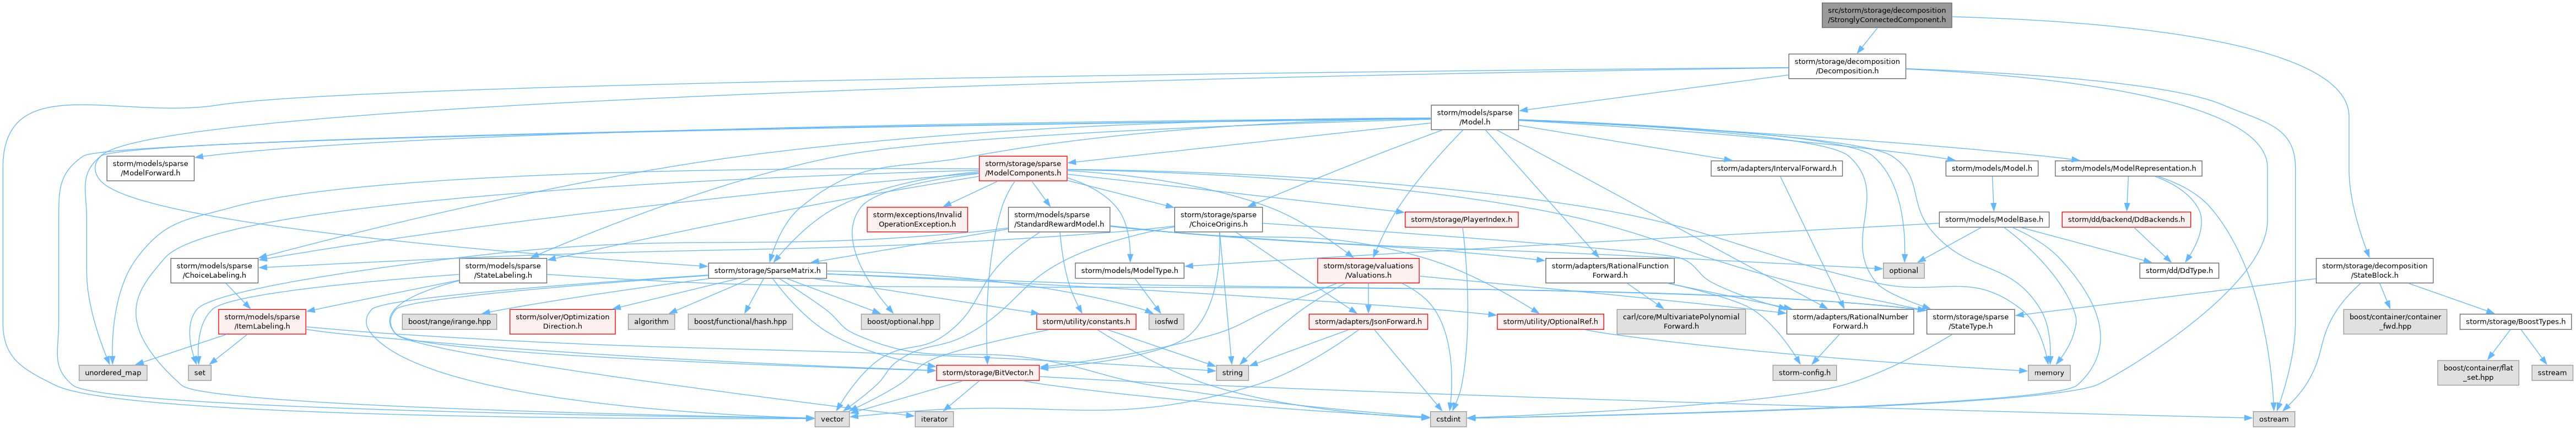 src/storm/storage/decomposition
/StronglyConnectedComponent.h
storm/storage/decomposition
/Decomposition.h
storm/models/sparse
/Model.h
storm/models/sparse
/ModelForward.h
storm/storage/sparse
/ModelComponents.h
storm/adapters/IntervalForward.h
storm/models/Model.h
storm/models/ModelRepresentation.h
storm/exceptions/Invalid
OperationException.h
storm/models/sparse
/StandardRewardModel.h
storm/storage/sparse
/ChoiceOrigins.h
storm/storage/PlayerIndex.h
storm/models/ModelBase.h
storm/dd/backend/DdBackends.h
storm/models/sparse
/ChoiceLabeling.h
storm/models/sparse
/StateLabeling.h
storm/storage/SparseMatrix.h
storm/models/ModelType.h
storm/storage/valuations
/Valuations.h
storm/adapters/RationalFunction
Forward.h
optional
storm/dd/DdType.h
storm/storage/decomposition
/StateBlock.h
storm/models/sparse
/ItemLabeling.h
boost/range/irange.hpp
storm/solver/Optimization
Direction.h
algorithm
boost/functional/hash.hpp
boost/optional.hpp
iosfwd
storm/utility/constants.h
storm/adapters/JsonForward.h
storm/utility/OptionalRef.h
carl/core/MultivariatePolynomial
Forward.h
storm/adapters/RationalNumber
Forward.h
storm/storage/sparse
/StateType.h
boost/container/container
_fwd.hpp
storm/storage/BoostTypes.h
unordered_map
set
storm/storage/BitVector.h
string
storm-config.h
memory
boost/container/flat
_set.hpp
sstream
vector
iterator
cstdint
ostream